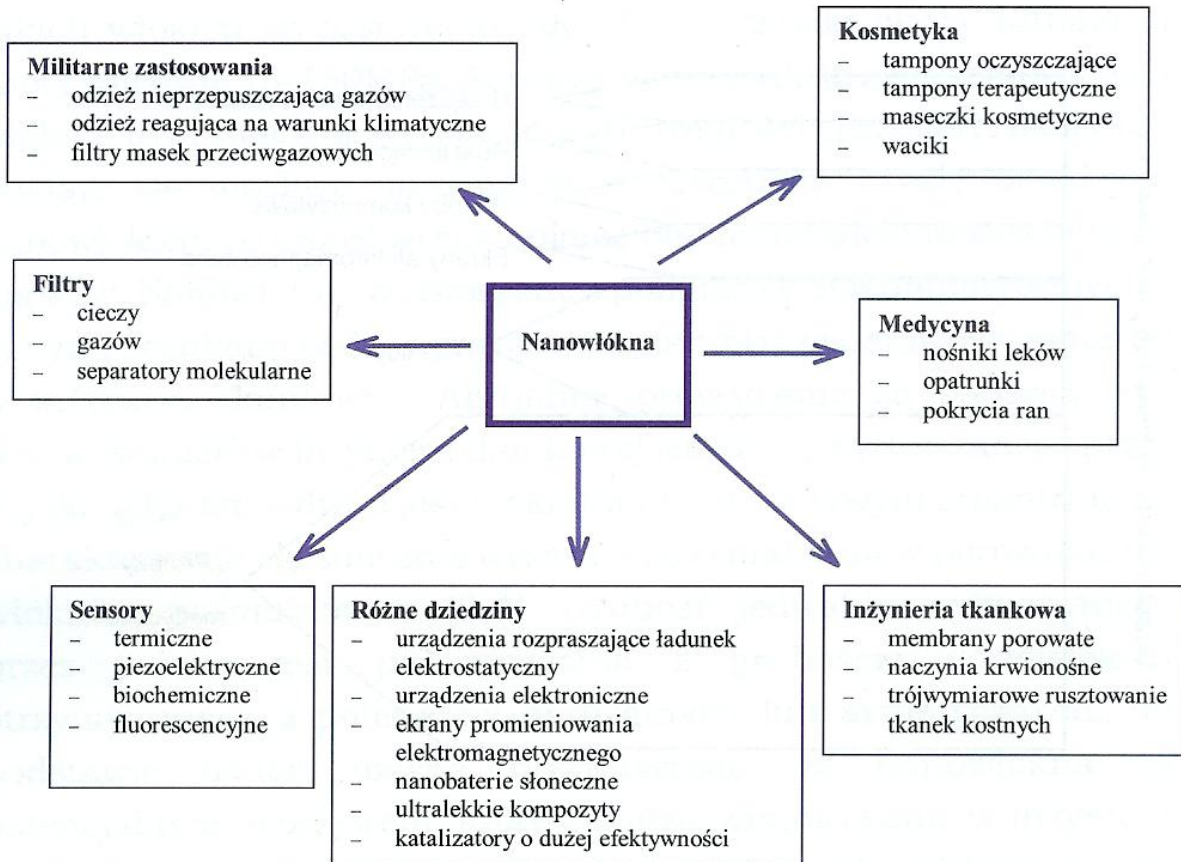 Militarne zastosowania
– odzież nieprzepuszczająca gazów
– odzież reagująca na warunki klimatyczne
– filtry masek przeciwgazowych
Kosmetyka
– tampony oczyszczające
– tampony terapeutyczne
– maseczki kosmetyczne
– waciki
Filtry
– cieczy
– gazów
– separatory molekularne
Nanowłókna
Medycyna
– nośniki leków
– opatrunki
– pokrycia ran
Sensory
– termiczne
– piezoelektryczne
– biochemiczne
– fluorescencyjne
Różne dziedziny
– urządzenia rozpraszające ładunek
– elektrostatyczny
– urządzenia elektroniczne
– ekrany promieniowania
elektromagnetycznego
– nanobaterie słoneczne
– ultralekkie kompozyty
– katalizatory o dużej efektywności
Inżynieria tkankowa
– membrany porowate
– naczynia krwionośne
– trójwymiarowe rusztowanie
tkanek kostnych